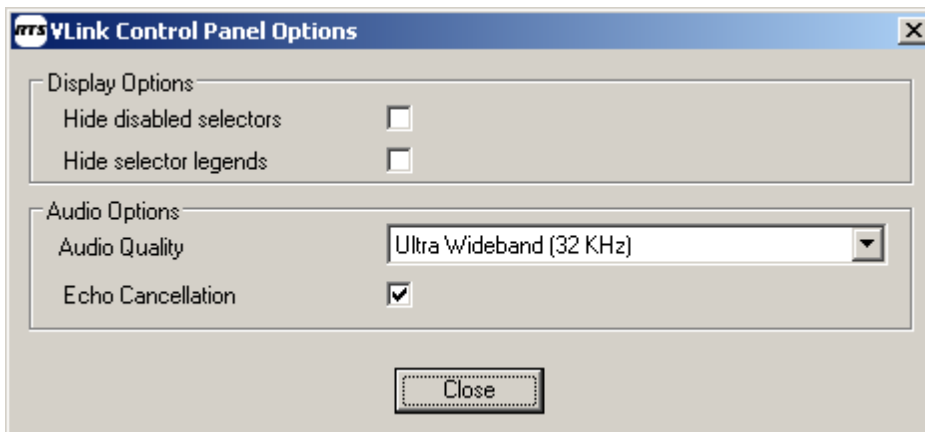 RTS VLink Control Panel Options
Display Options
Hide disabled selectors
Hide selector legends
Audio Options
Audio Quality Ultra Wideband (32 KHz)
Echo Cancellation
Close